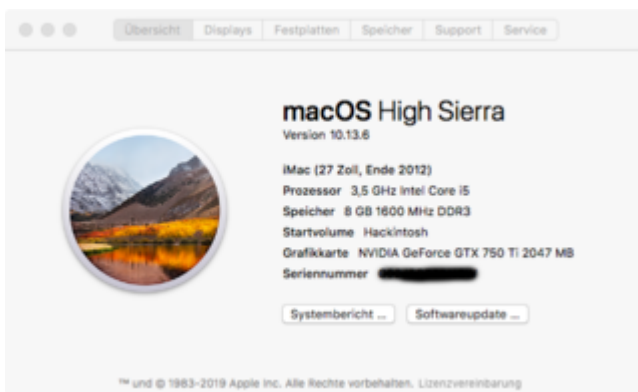 Übersicht Displays Festplatten Speicher Support Service
macOS High Sierra
Version 10.13.6
iMac (27 Zoll, Ende 2012)
Prozessor 3,5 GHz Intel Core i5
Speicher 8 GB 1600 MHz DDR3
Startvolume Hackintosh
Grafikkarte NVIDIA GeForce GTX 750 Ti 2047 MB
Seriennummer
Systembericht ... Softwareupdate ...
™ und © 1983-2019 Apple Inc. Alle Rechte vorbehalten. Lizenzvereinbarung